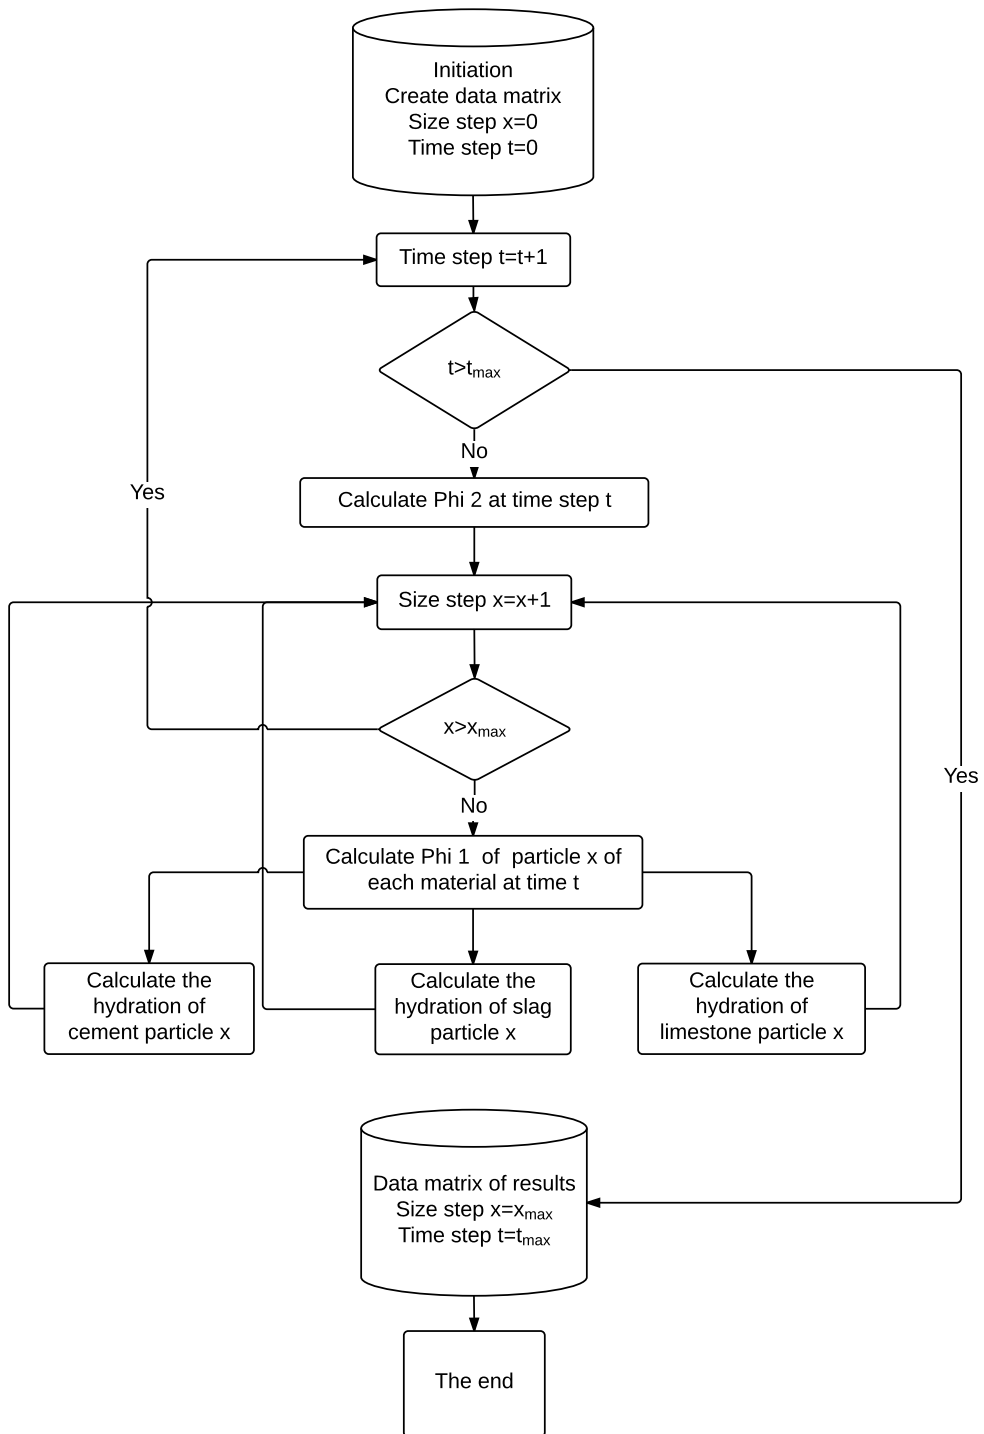 Initiation
Create data matrix
Size step x=0
Time step t=0
Time step t=t+1
t>tmax
No
Calculate Phi 2 at time step t
Yes
Size step x=x+1
x>xmax
Yes
No
Calculate Phi 1 of particle x of
each material at time t
Calculate the
hydration of
cement particle x
Calculate the
hydration of slag
particle x
Calculate the
hydration of
limestone particle x
Data matrix of results
Size step x=xmax
Time step t=tmax
The end